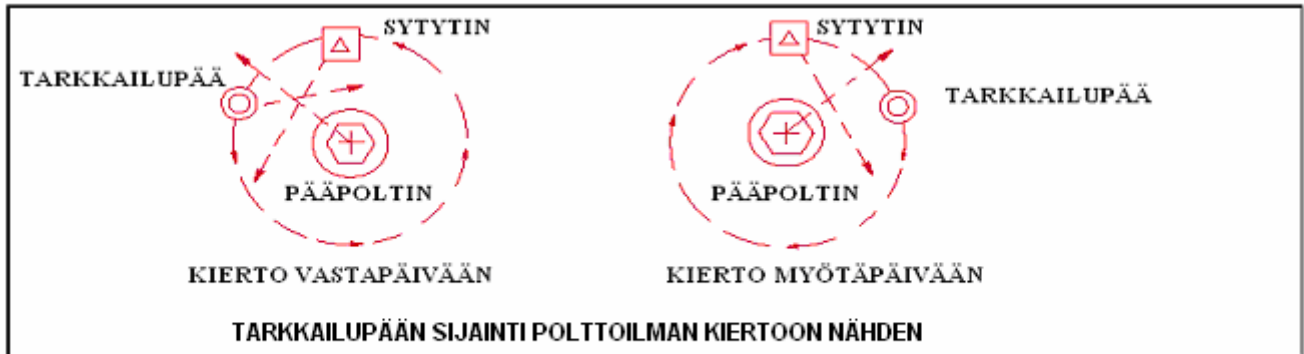 SYTYTIN
TARKKAILUPÄÄ
PÄÄPOLTIN
KIERTO VASTAPÄIVÄÄN
SYTYTIN
TARKKAILUPÄÄ
PÄÄPOLTIN
KIERTO MYÖTÄPÄIVÄÄN
TARKKAILUPÄÄN SIJAINTI POLTTOILMAN KIERTOON NÄHDEN